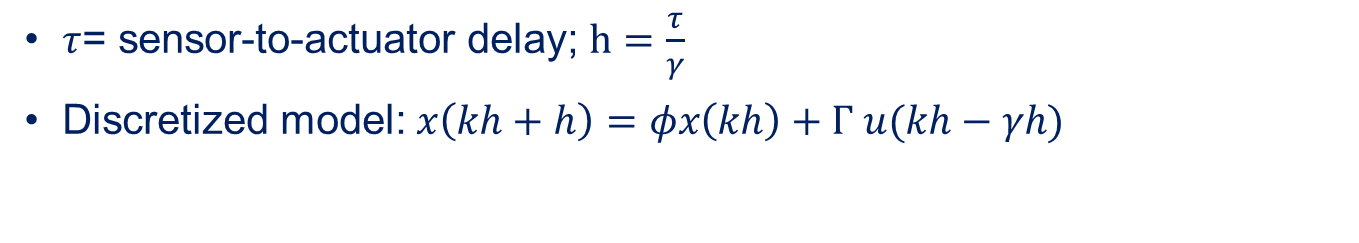 • τ= sensor-to-actuator delay; h = τ/γ
• Discretized model: x(kh + h) = ϕx(kh) + Γ u(kh − γh)